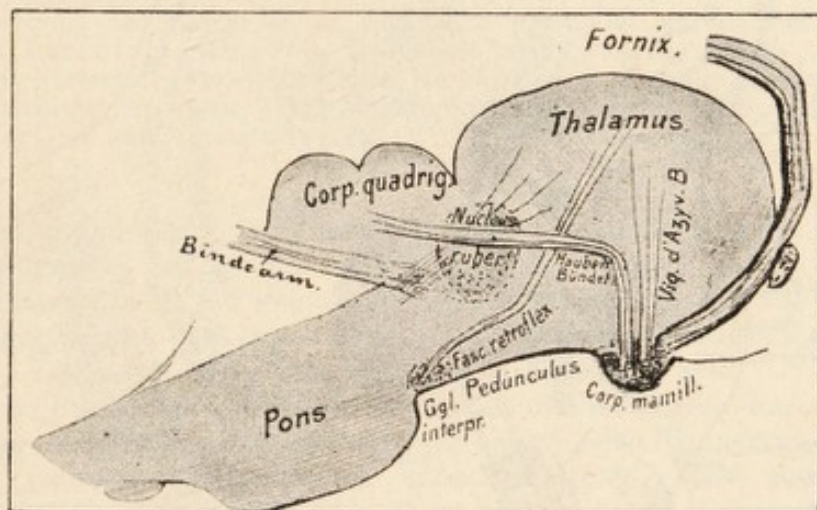 Fornix.
Thalamus.
Corp. quadrig.
Nucleus
ruber
Bindearm.
Hauben
Bündel
Viq. d'Azyr. B
Fasc. retroflex
Pedunculus
Ggl.
interpr.
Corp. mamill.
Pons